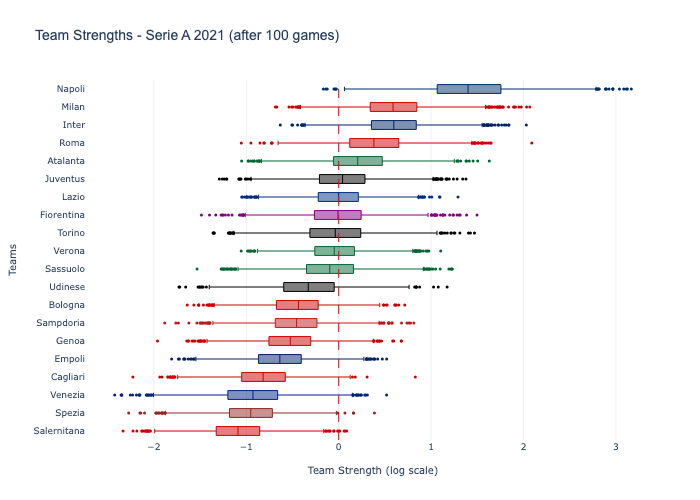 Team Strengths - Serie A 2021 (after 100 games)
Teams
Napoli
Milan
Inter
Roma
Atalanta
Juventus
Lazio
Fiorentina
Torino
Verona
Sassuolo
Udinese
Bologna
Sampdoria
Genoa
Empoli
Cagliari
Venezia
Spezia
Salernitana
−2 −1 0 1 2 3
Team Strength (log scale)